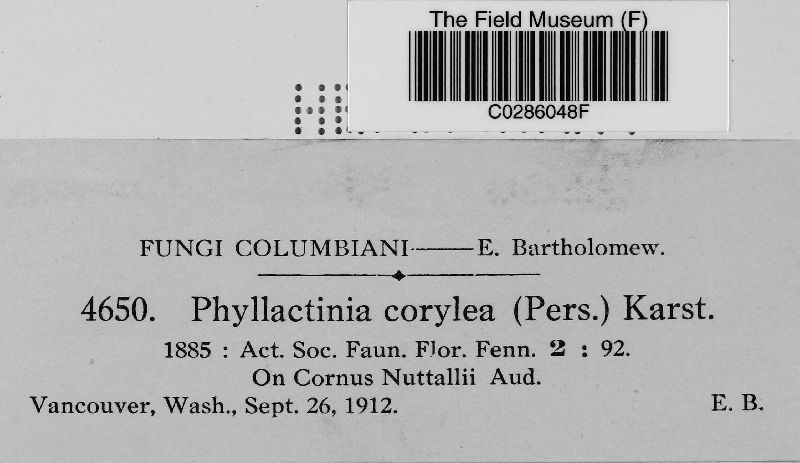 The Field Museum (F)
C0286048F
FUNGI COLUMBIANI——E. Bartholomew.
4650. Phyllactinia corylea (Pers.) Karst.
1885 : Act. Soc. Faun. Flor. Fenn. 2 : 92.
On Cornus Nuttallii Aud.
Vancouver, Wash., Sept. 26, 1912. E. B.